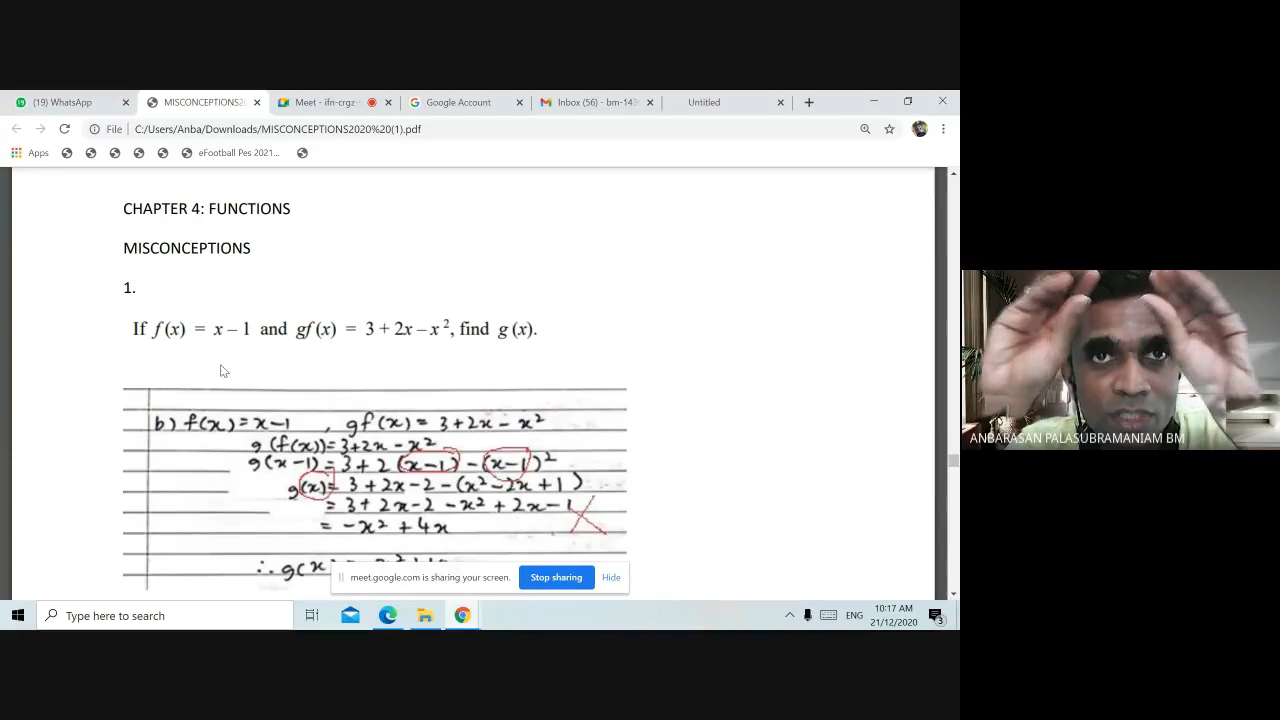 (19) WhatsApp
MISCONCEPTIONS20
Meet - ifn-crgz-
Google Account
Inbox (56) - bm-143
Untitled
File
C:/Users/Anba/Downloads/MISCONCEPTIONS2020%20(1).pdf
Apps
eFootball Pes 2021...
CHAPTER 4: FUNCTIONS
MISCONCEPTIONS
1.
If f(x) = x – 1 and gf(x) = 3 + 2x – x², find g(x).
b) f(x) = x-1 , gf(x) = 3+2x - x²
g(f(x)) = 3+2x - x²
g(x-1) = 3+2(x-1) - (x-1)²
g(x) = 3+2x-2-(x²-2x+1)
= 3+2x-2-x²+2x-1
= -x²+4x
∴ g(x)
meet.google.com is sharing your screen.
Stop sharing
Hide
ANBARASAN PALASUBRAMANIAM BM
Type here to search
ENG
10:17 AM
21/12/2020
3